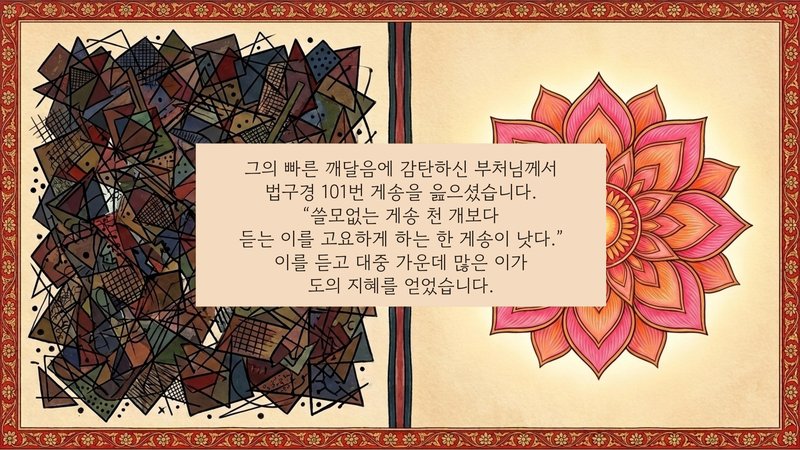 그의 빠른 깨달음에 감탄하신 부처님께서
법구경 101번 게송을 읊으셨습니다.
“쓸모없는 게송 천 개보다
듣는 이를 고요하게 하는 한 게송이 낫다.”
이를 듣고 대중 가운데 많은 이가
도의 지혜를 얻었습니다.